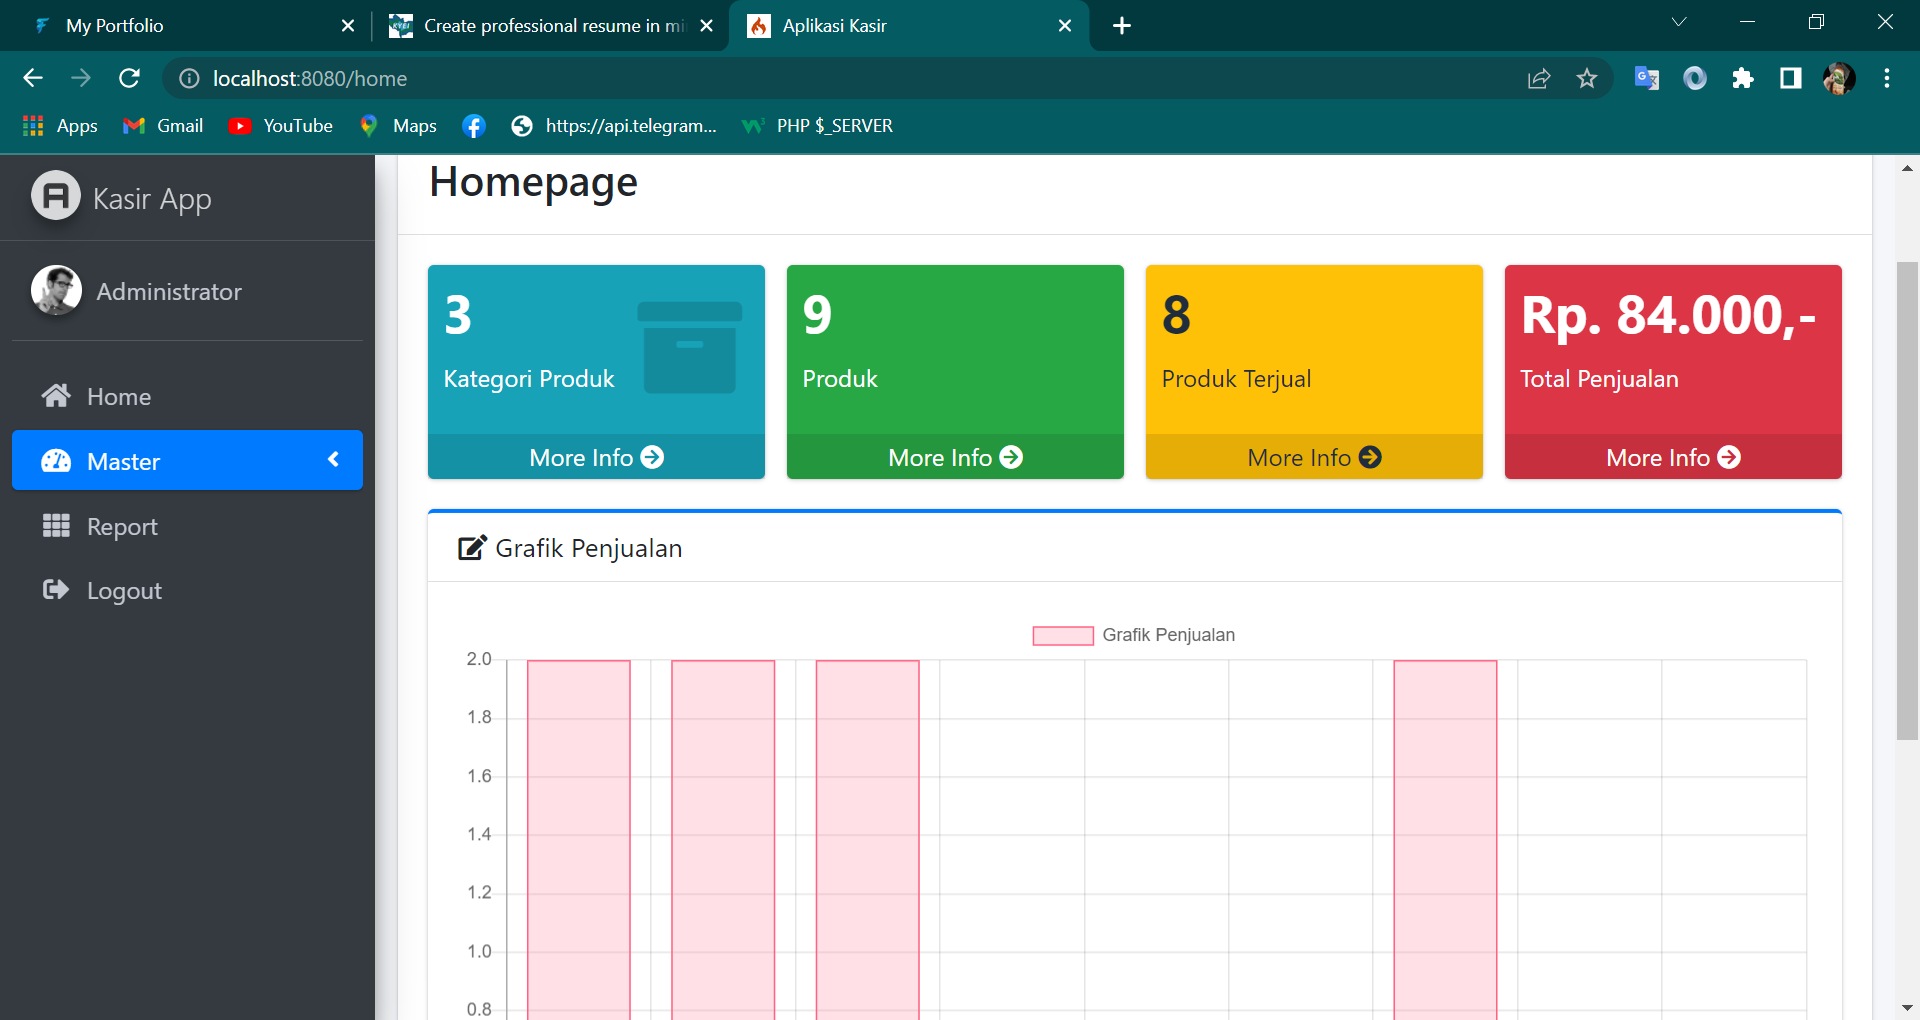 My Portfolio
Create professional resume in mi
Aplikasi Kasir
localhost:8080/home
Apps
Gmail
YouTube
Maps
https://api.telegram...
PHP $_SERVER
Kasir App
Administrator
Home
Master
Report
Logout
Homepage
3
Kategori Produk
More Info
9
Produk
More Info
8
Produk Terjual
More Info
Rp. 84.000,-
Total Penjualan
More Info
Grafik Penjualan
Grafik Penjualan
2.0
1.8
1.6
1.4
1.2
1.0
0.8